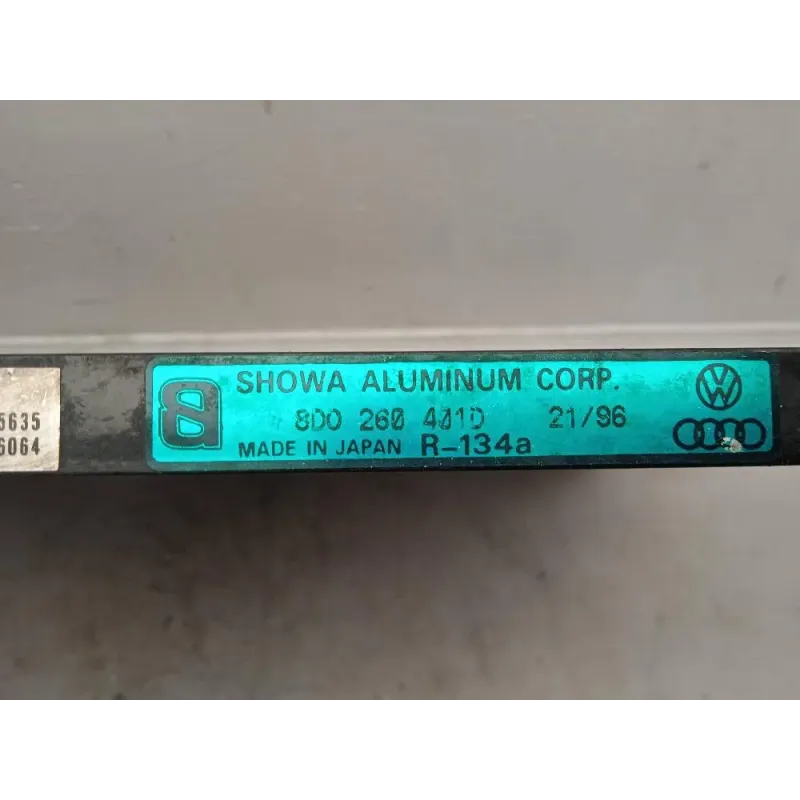 SHOWA ALUMINUM CORP.
8D0 260 401D 21/96
MADE IN JAPAN R-134a
5635
6064